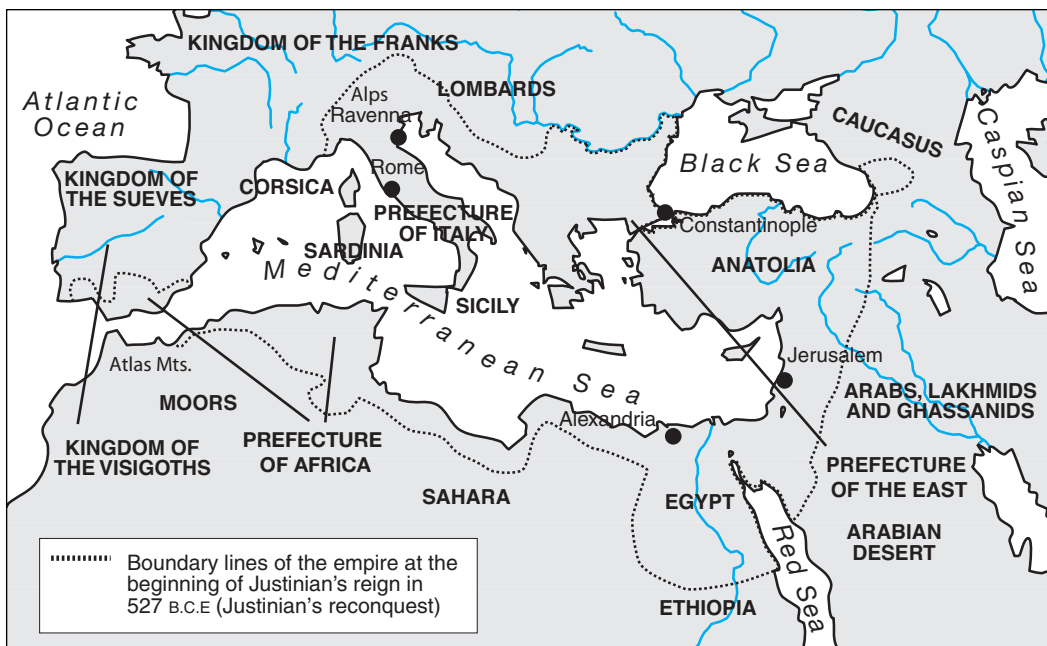 KINGDOM OF THE FRANKS
LOMBARDS
Alps
Ravenna
Atlantic
Ocean
CAUCASUS
Caspian Sea
Black Sea
KINGDOM OF
THE SUEVES
CORSICA
Rome
PREFECTURE
OF ITALY
Constantinople
SARDINIA
ANATOLIA
Mediterranean Sea
SICILY
Jerusalem
Atlas Mts.
MOORS
ARABS, LAKHMIDS
AND GHASSANIDS
Alexandria
KINGDOM OF
THE VISIGOTHS
PREFECTURE
OF AFRICA
PREFECTURE
OF THE EAST
SAHARA
EGYPT
ARABIAN
DESERT
Red Sea
ETHIOPIA
Boundary lines of the empire at the
beginning of Justinian’s reign in
527 B.C.E (Justinian’s reconquest)